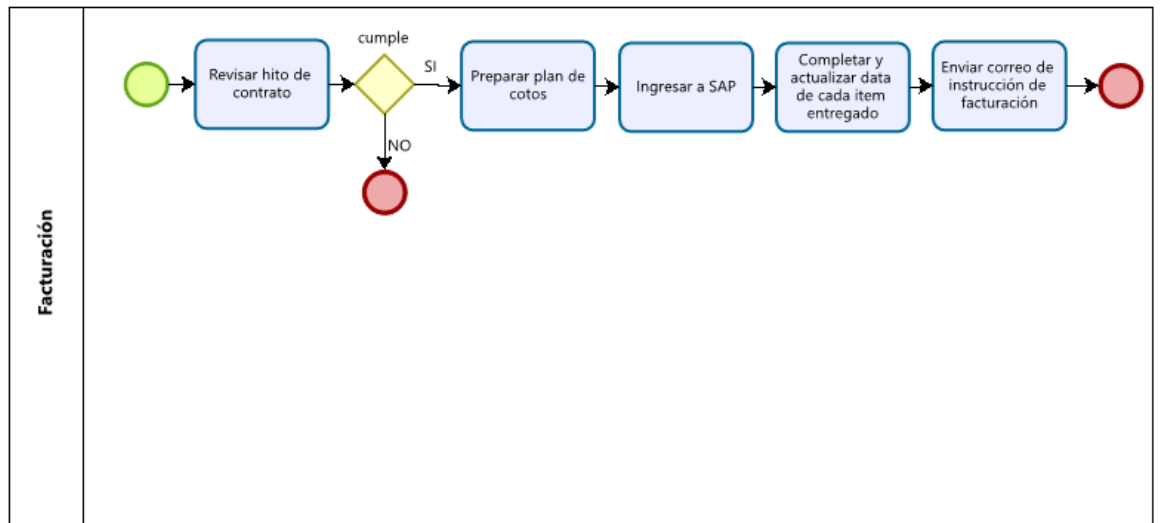 Facturación
Revisar hito de
contrato
cumple
SI
NO
Preparar plan de
cotos
Ingresar a SAP
Completar y
actualizar data
de cada item
entregado
Enviar correo de
instrucción de
facturación